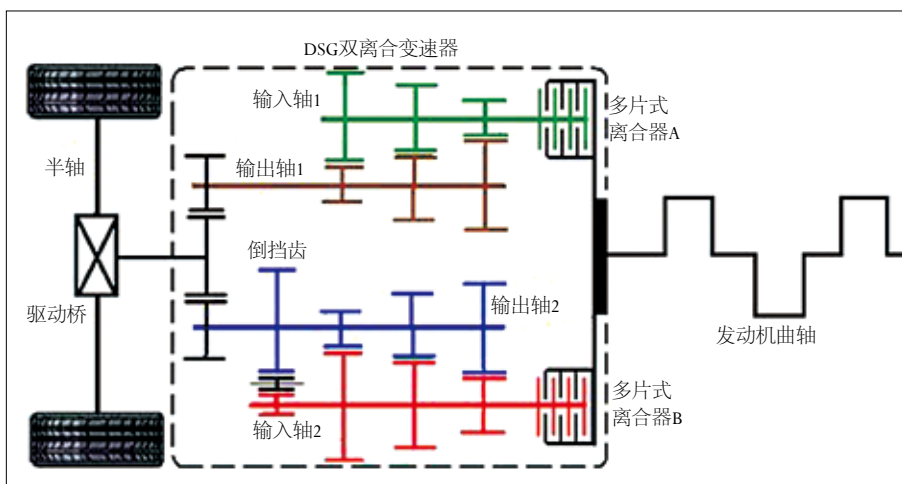 DSG双离合变速器
输入轴1
多片式
离合器A
半轴
输出轴1
倒挡齿
驱动桥
输出轴2
发动机曲轴
多片式
离合器B
输入轴2